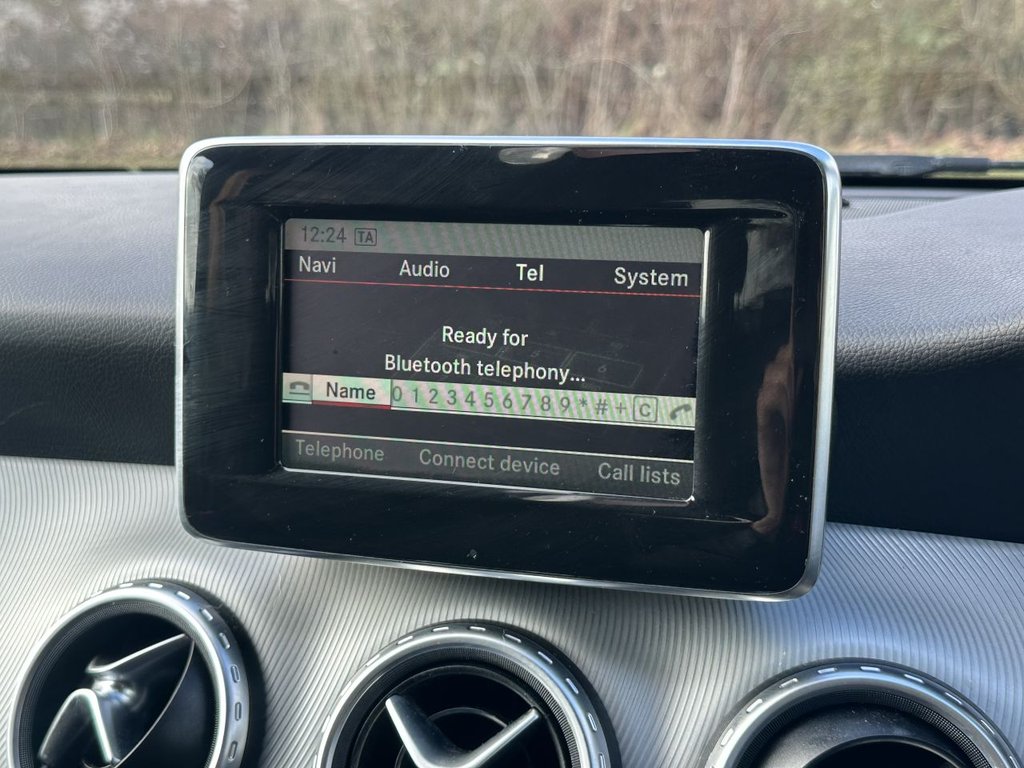 12:24 TA
Navi Audio Tel System
Ready for
Bluetooth telephony...
Name 0 1 2 3 4 5 6 7 8 9 * # + C
Telephone Connect device Call lists